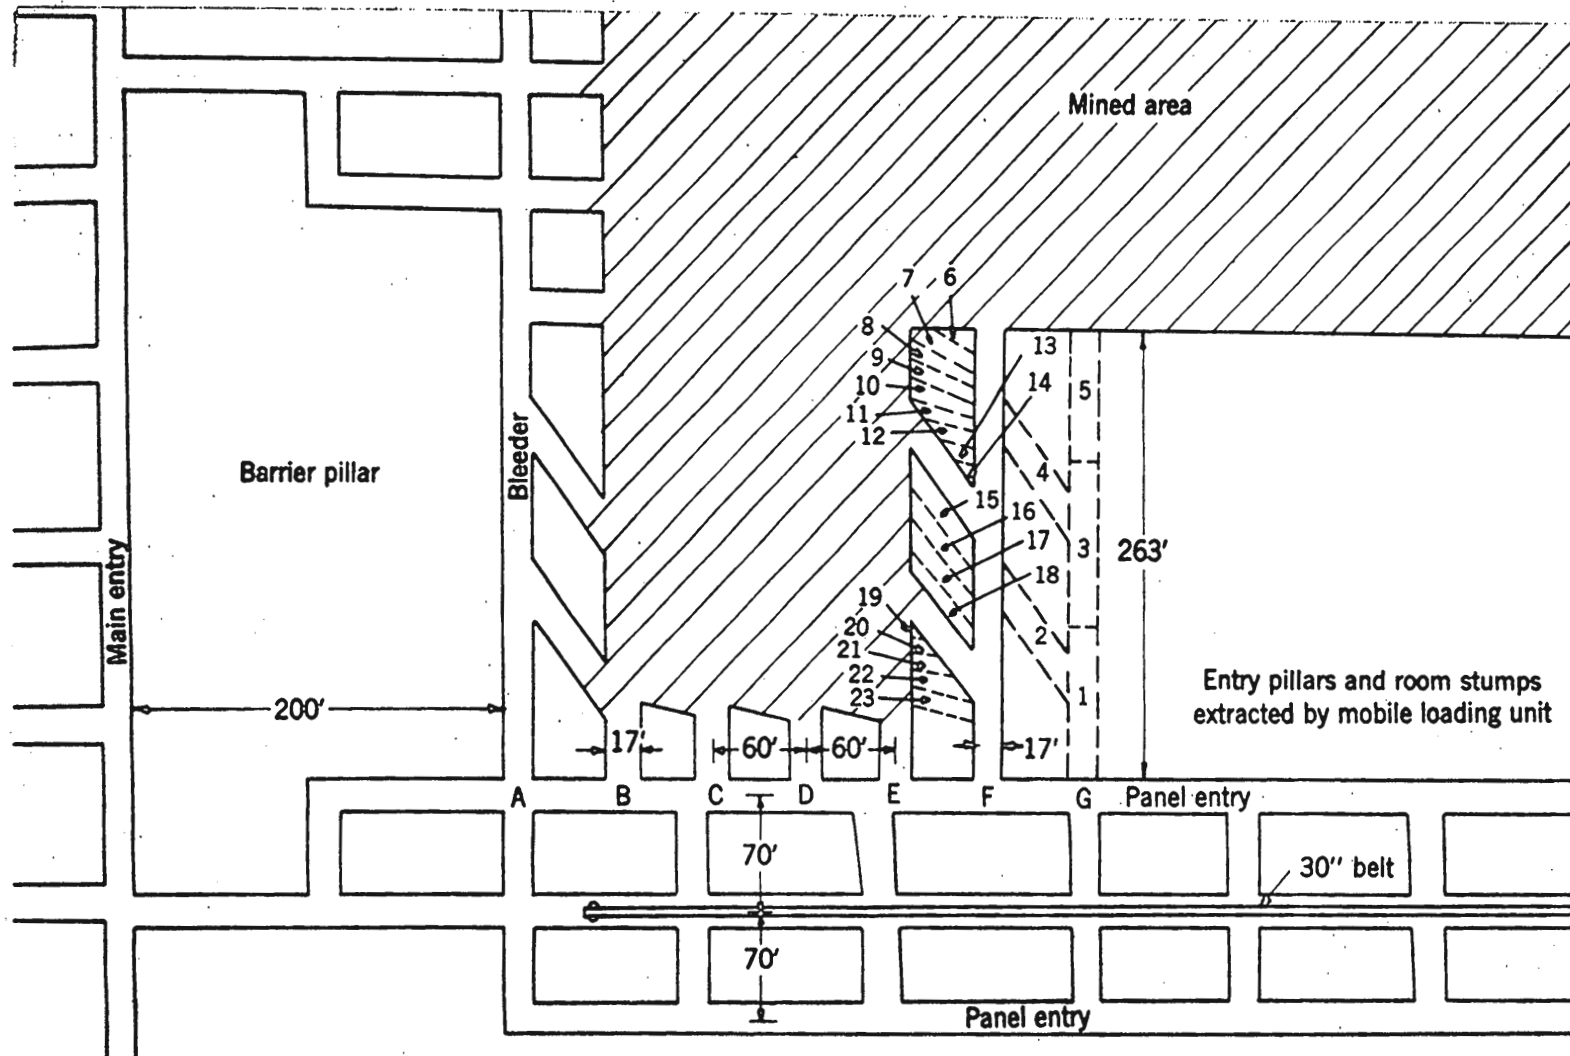 Mined area
7
6
8
13
9
14
10
5
11
12
Barrier pillar
Bleeder
4
15
16
17
3
263'
18
Main entry
19
20
2
21
22
23
1
Entry pillars and room stumps
extracted by mobile loading unit
200'
17'
60'
60'
17'
A
B
C
D
E
F
G
Panel entry
70'
30'' belt
70'
Panel entry